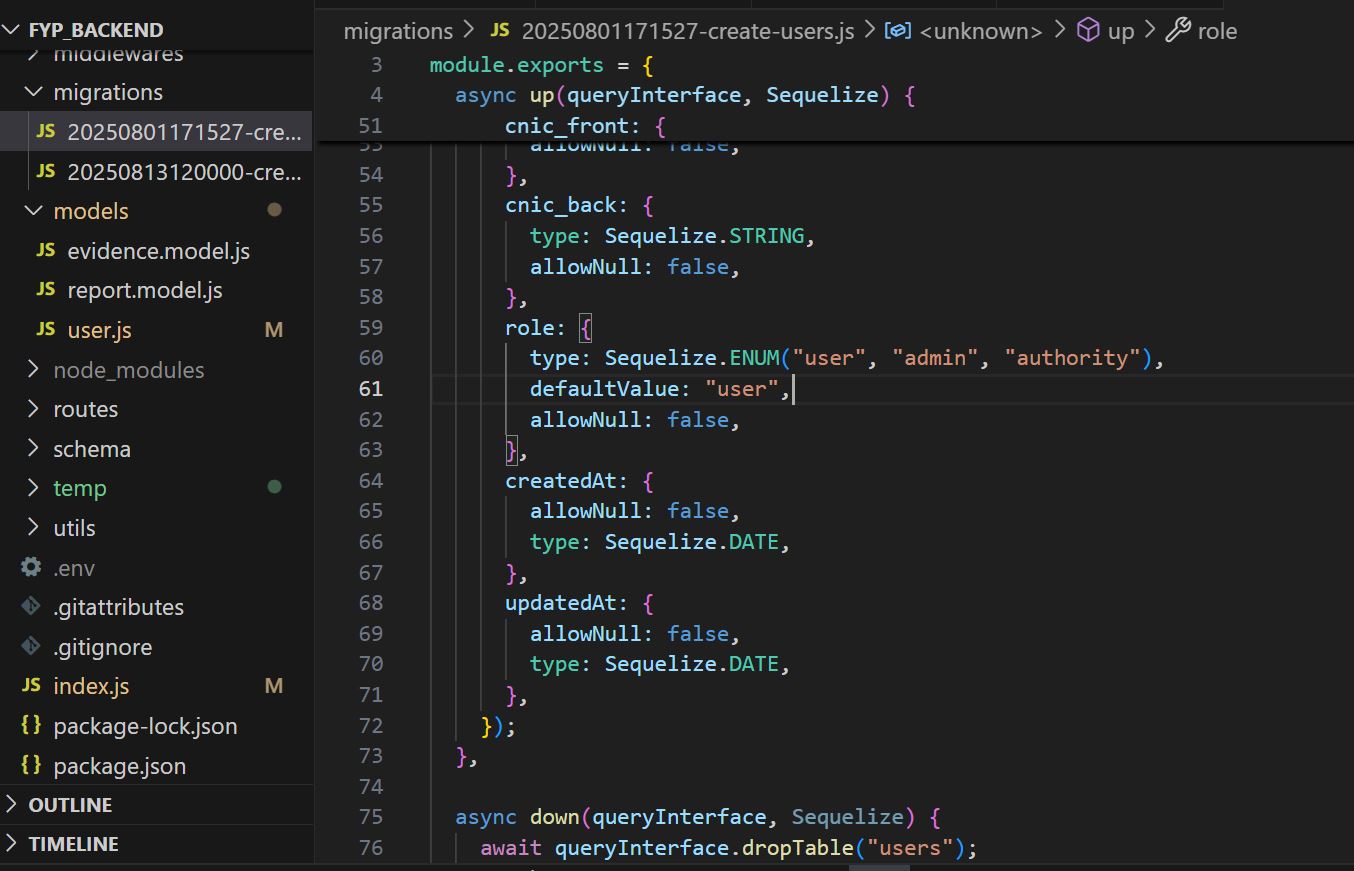 FYP_BACKEND
middlewares
migrations
JS 20250801171527-cre...
JS 20250813120000-cre...
models
JS evidence.model.js
JS report.model.js
JS user.js M
node_modules
routes
schema
temp
utils
.env
.gitattributes
.gitignore
JS index.js M
{} package-lock.json
{} package.json
OUTLINE
TIMELINE
migrations > JS 20250801171527-create-users.js > <unknown> > up > role
3 module.exports = {
4 async up(queryInterface, Sequelize) {
51 cnic_front: {
53 allowNull: false,
54 },
55 cnic_back: {
56 type: Sequelize.STRING,
57 allowNull: false,
58 },
59 role: {
60 type: Sequelize.ENUM("user", "admin", "authority"),
61 defaultValue: "user",
62 allowNull: false,
63 },
64 createdAt: {
65 allowNull: false,
66 type: Sequelize.DATE,
67 },
68 updatedAt: {
69 allowNull: false,
70 type: Sequelize.DATE,
71 },
72 });
73 },
74
75 async down(queryInterface, Sequelize) {
76 await queryInterface.dropTable("users");